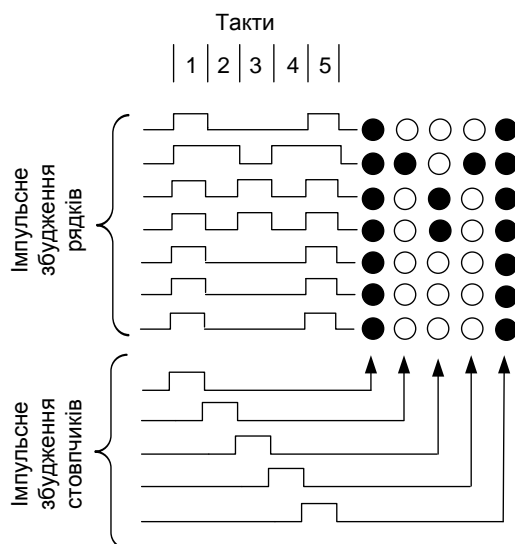 Такти
1 2 3 4 5
Імпульсне
збудження
рядків
Імпульсне
збудження
стовпчиків